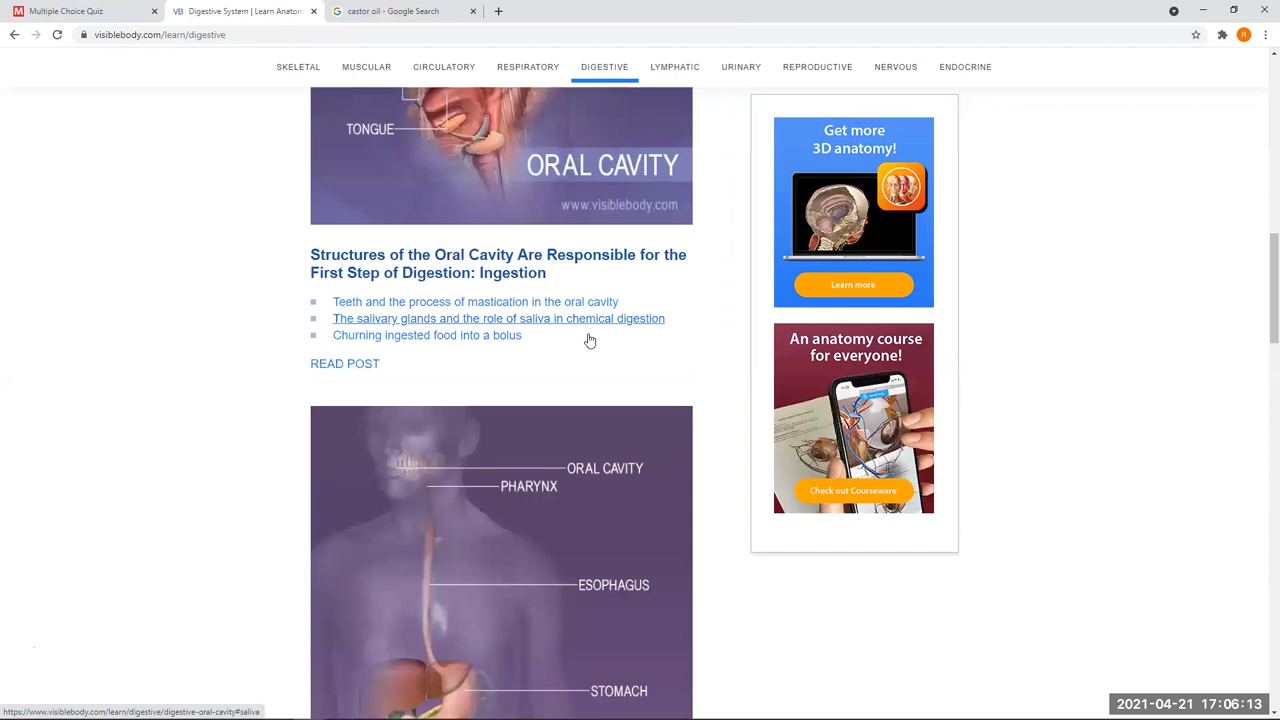 Multiple Choice Quiz
Digestive System | Learn Anatom
castor oil - Google Search
visiblebody.com/learn/digestive
R
SKELETAL MUSCULAR CIRCULATORY RESPIRATORY DIGESTIVE LYMPHATIC URINARY REPRODUCTIVE NERVOUS ENDOCRINE
TONGUE
ORAL CAVITY
www.visiblebody.com
Structures of the Oral Cavity Are Responsible for the
First Step of Digestion: Ingestion
Teeth and the process of mastication in the oral cavity
The salivary glands and the role of saliva in chemical digestion
Churning ingested food into a bolus
READ POST
ORAL CAVITY
PHARYNX
ESOPHAGUS
STOMACH
Get more
3D anatomy!
Learn more
An anatomy course
for everyone!
Check out Courseware
https://www.visiblebody.com/learn/digestive/digestive-oral-cavity#saliva
2021-04-21 17:06:13